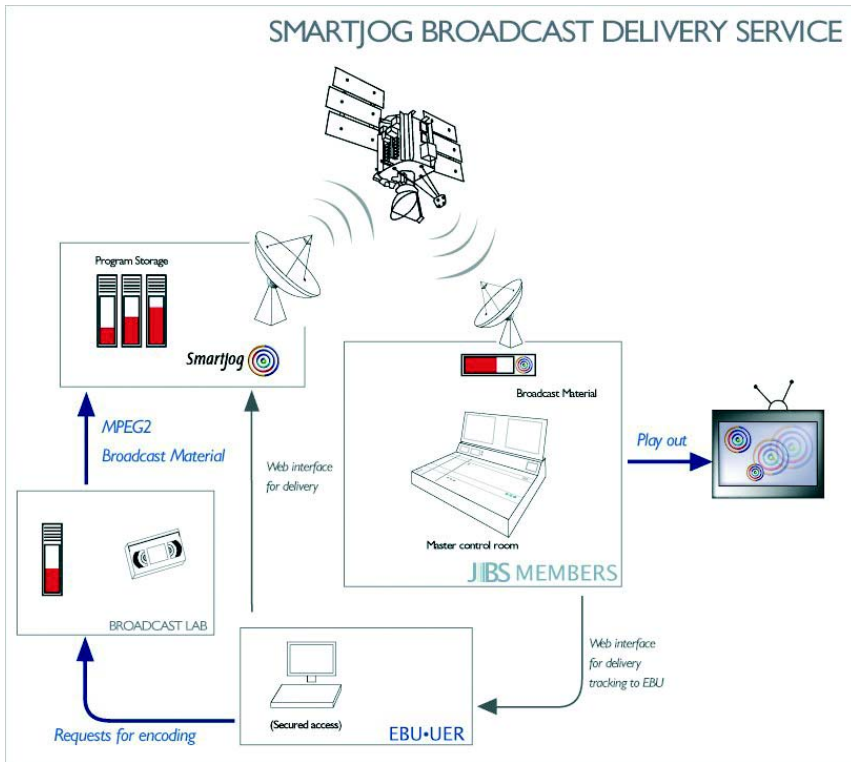 SMARTJOG BROADCAST DELIVERY SERVICE
Program Storage
Smartjog
Broadcast Material
MPEG2
Broadcast Material
Web interface
for delivery
Play out
Master control room
JIBS MEMBERS
BROADCAST LAB
Web interface
for delivery
tracking to EBU
(Secured access)
EBU•UER
Requests for encoding